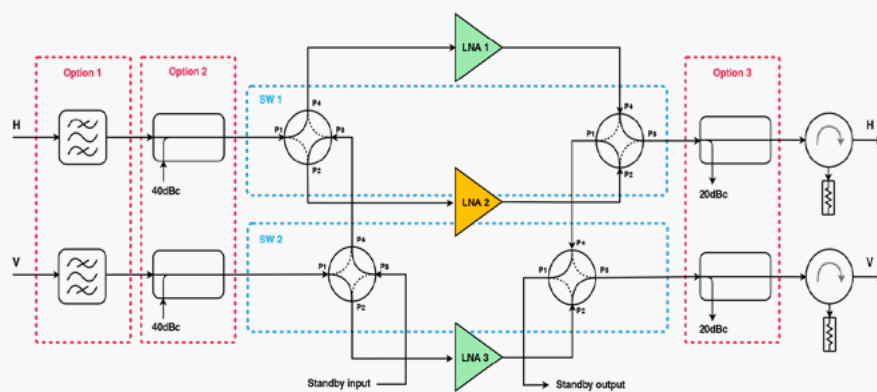 LNA 1
Option 1
Option 2
Option 3
SW 1
P4
P4
H
P1
P3
P1
P3
H
P2
P2
40dBc
20dBc
LNA 2
SW 2
V
P4
P4
V
P1
P3
P1
P3
P2
P2
40dBc
20dBc
LNA 3
Standby input
Standby output